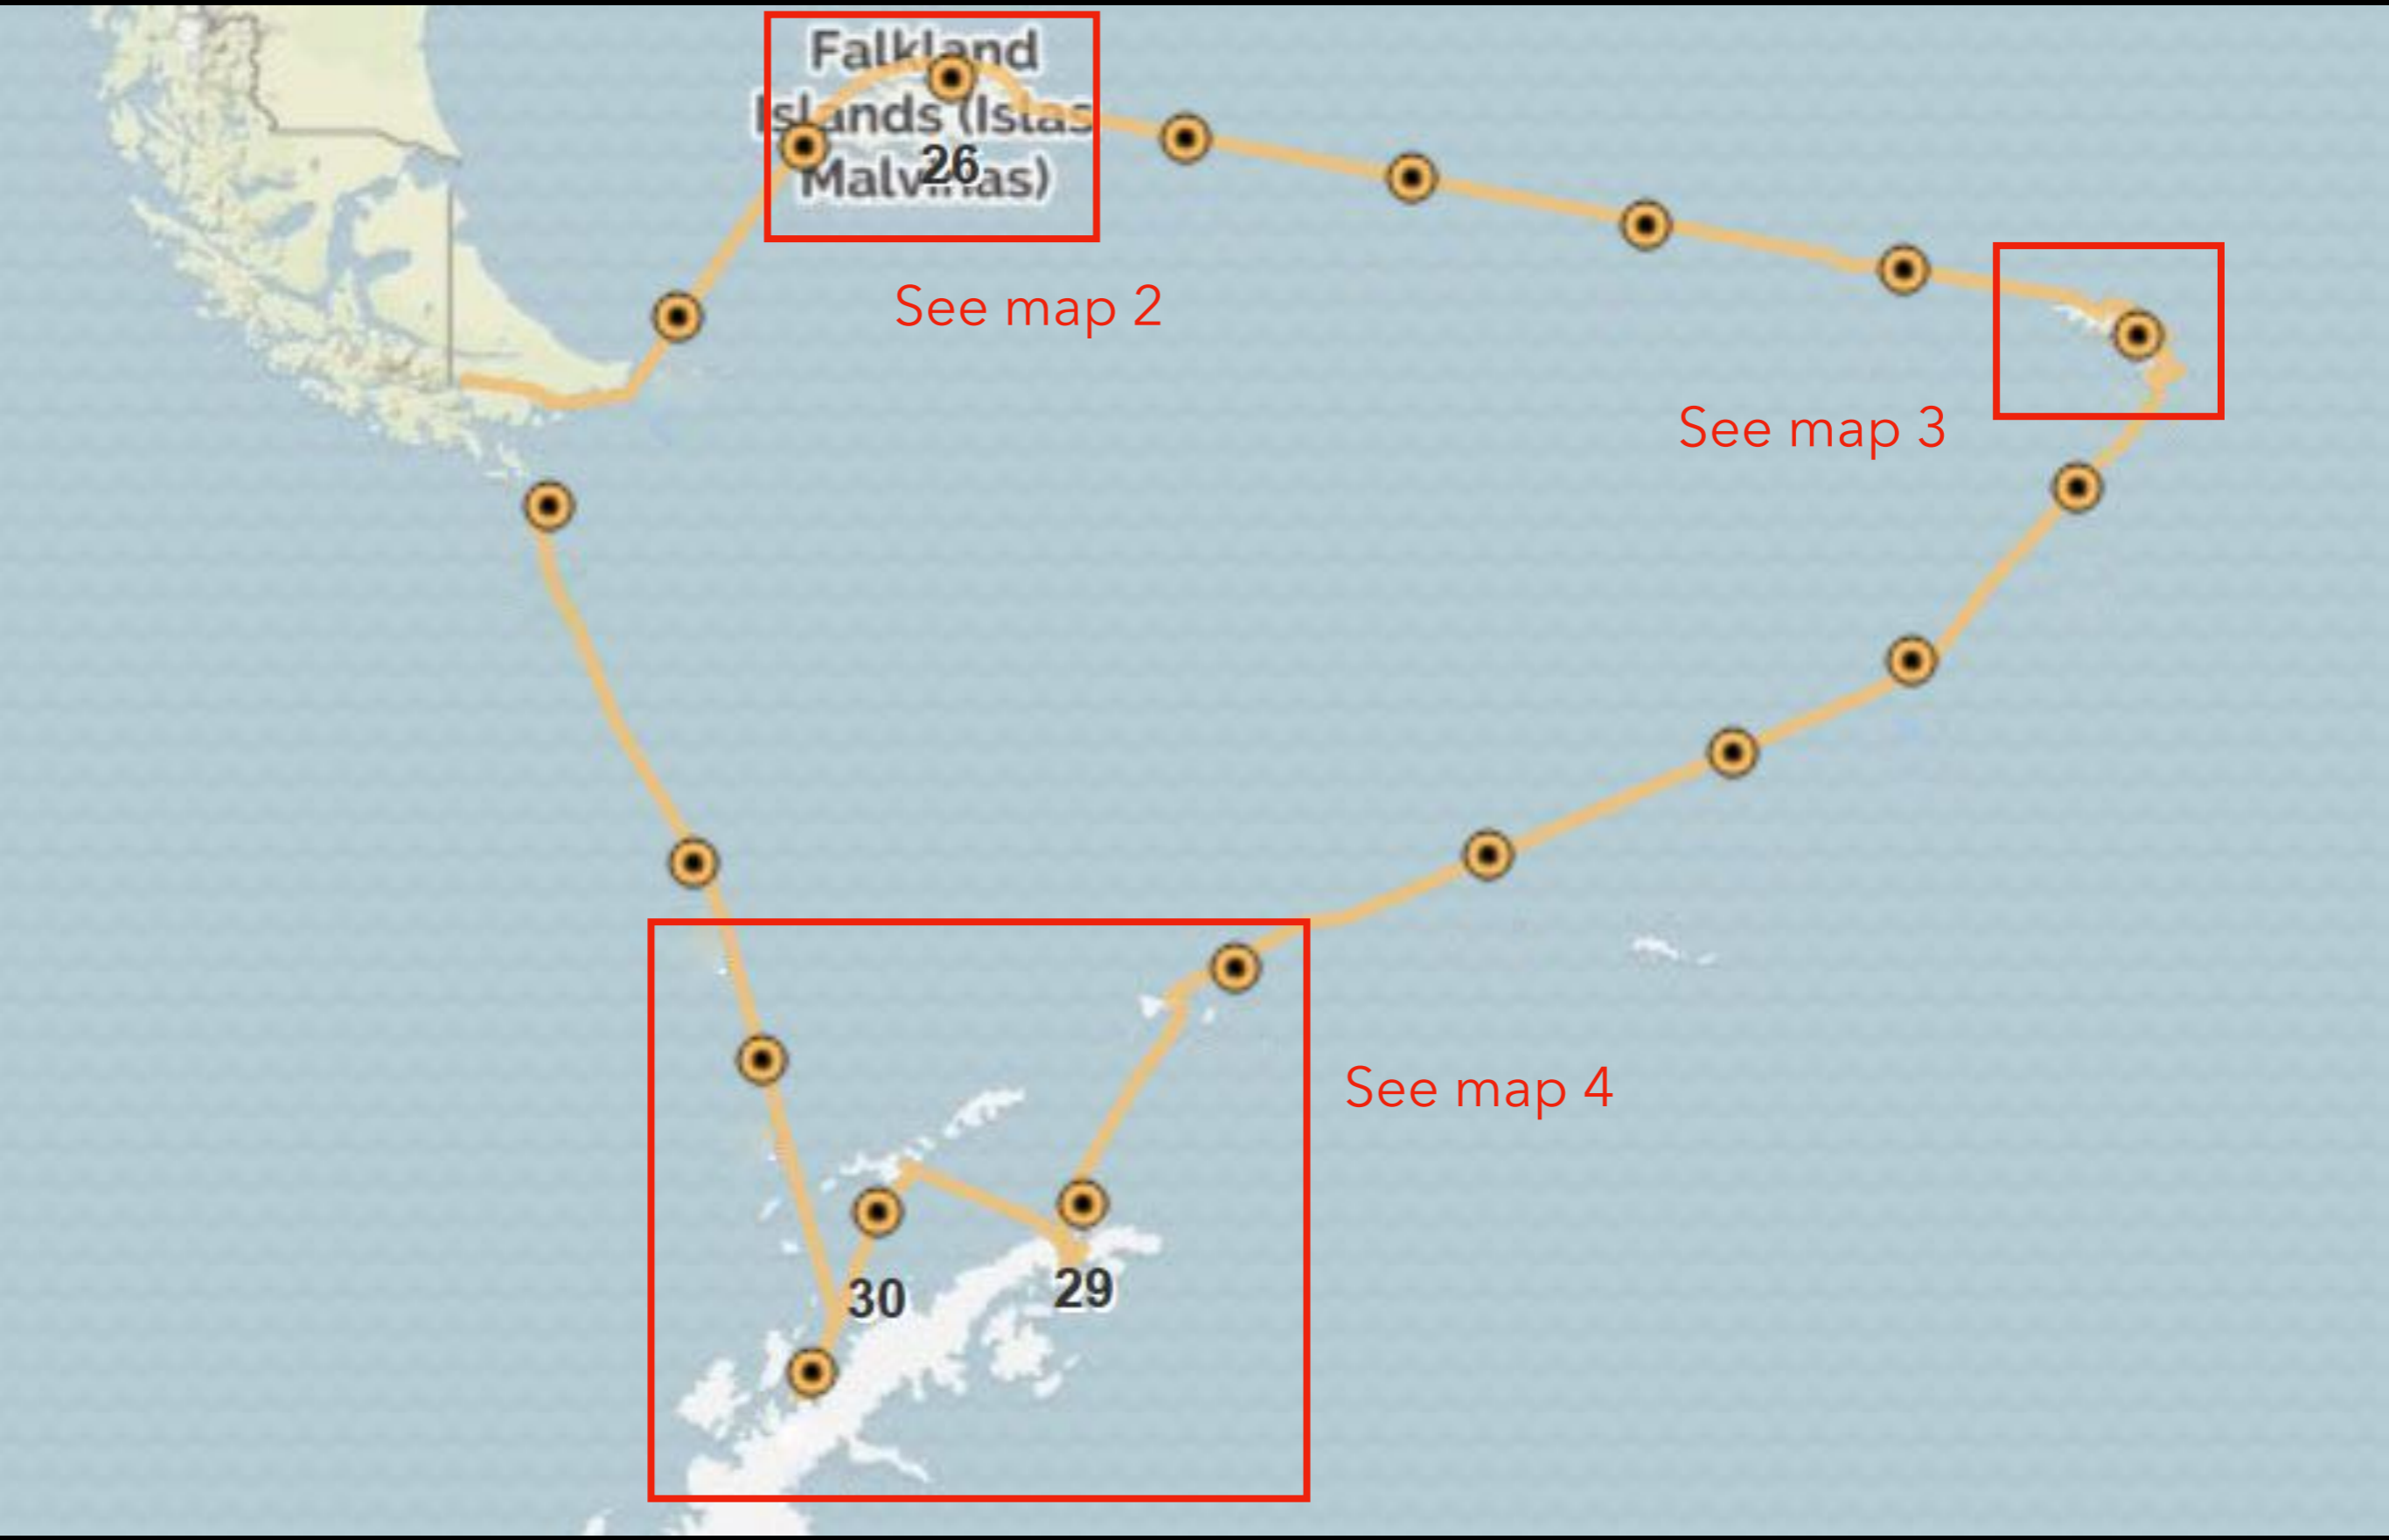 Falkland
Islands (Islas
26
Malvinas)
See map 2
See map 3
See map 4
30
29